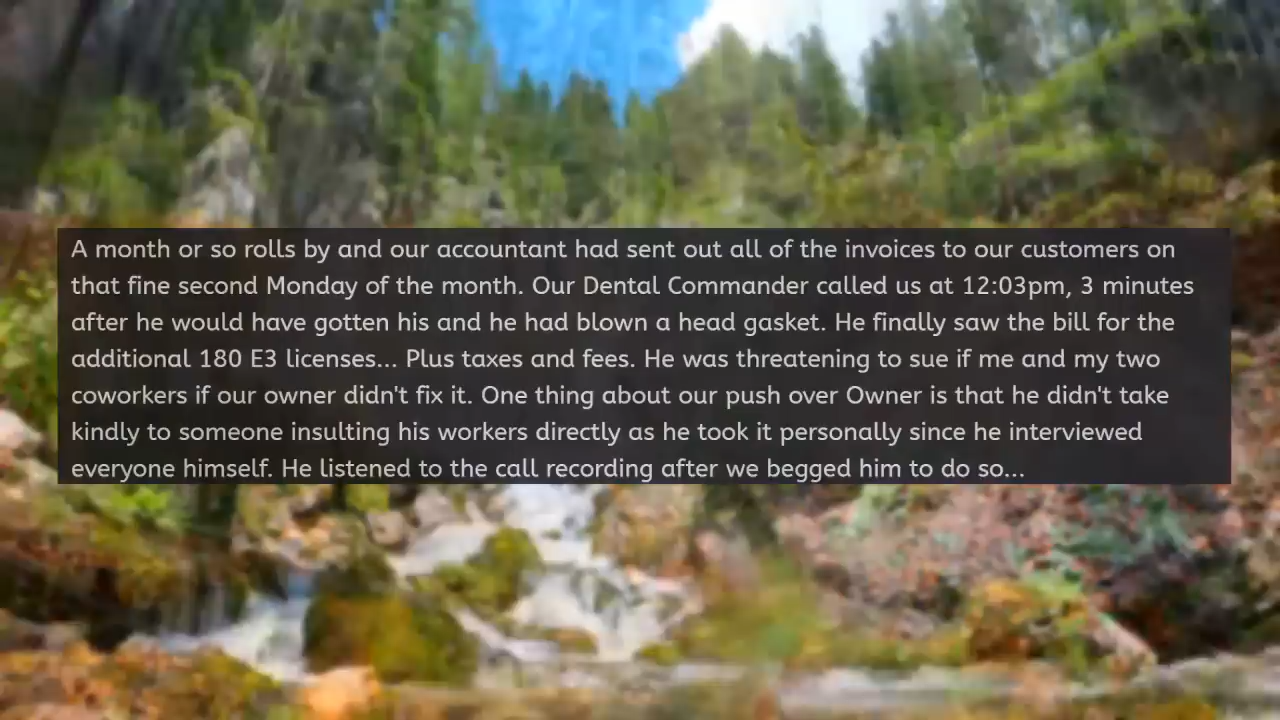 A month or so rolls by and our accountant had sent out all of the invoices to our customers on
that fine second Monday of the month. Our Dental Commander called us at 12:03pm, 3 minutes
after he would have gotten his and he had blown a head gasket. He finally saw the bill for the
additional 180 E3 licenses... Plus taxes and fees. He was threatening to sue if me and my two
coworkers if our owner didn't fix it. One thing about our push over Owner is that he didn't take
kindly to someone insulting his workers directly as he took it personally since he interviewed
everyone himself. He listened to the call recording after we begged him to do so...